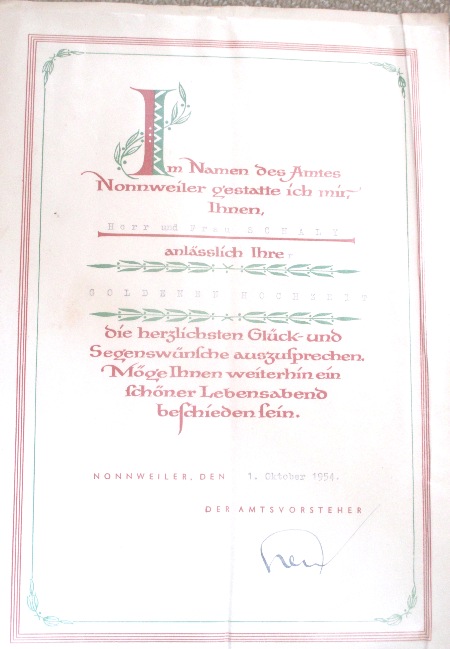 Im Namen des Amtes
Nonnweiler gestatte ich mir,
Ihnen,
Herr und Frau SCHALY
anlässlich Ihrer
GOLDENEN HOCHZEIT
die herzlichsten Glück- und
Segenswünsche auszusprechen.
Möge Ihnen weiterhin ein
schöner Lebensabend
beschieden sein.
NONNWEILER, DEN 1. Oktober 1954.
DER AMTSVORSTEHER